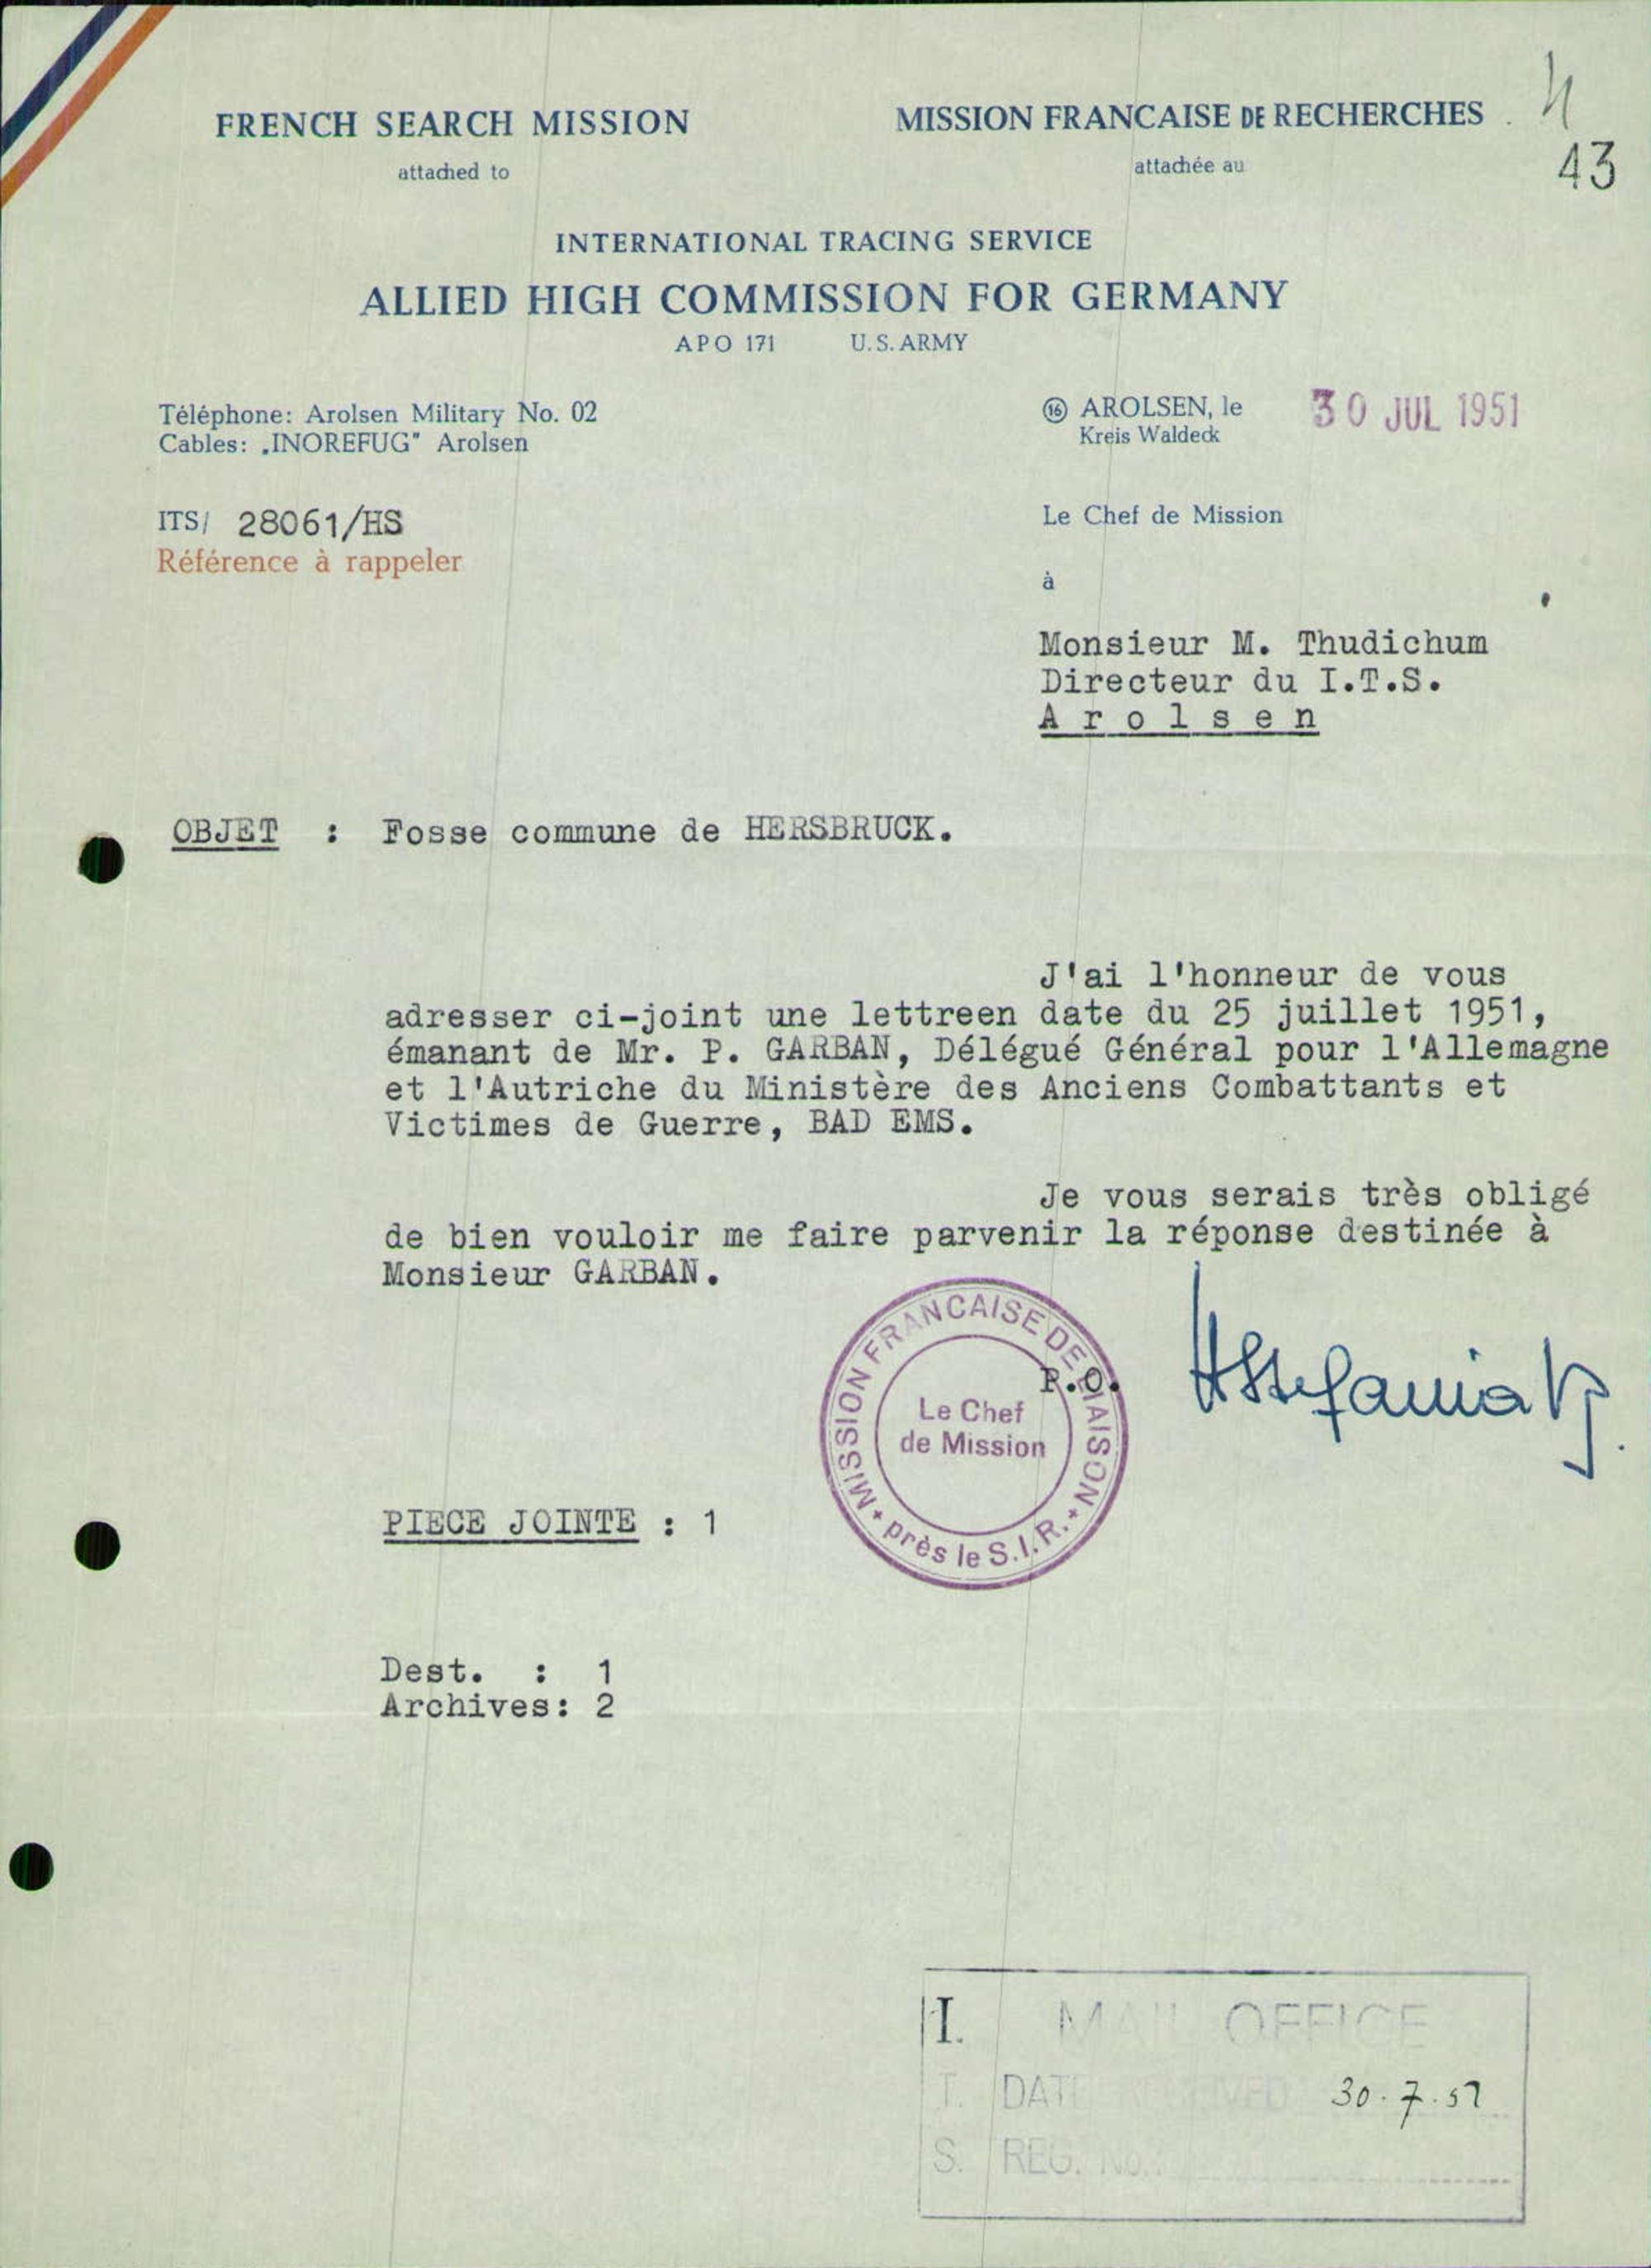 FRENCH SEARCH MISSION
attached to
MISSION FRANCAISE DE RECHERCHES
attachée au
43
INTERNATIONAL TRACING SERVICE
ALLIED HIGH COMMISSION FOR GERMANY
APO 171 U.S. ARMY
Téléphone: Arolsen Military No. 02
Cables: „INOREFUG" Arolsen
⑯ AROLSEN, le 30 JUL 1951
Kreis Waldeck
ITS/ 28061/HS
Référence à rappeler
Le Chef de Mission
à
Monsieur M. Thudichum
Directeur du I.T.S.
A r o l s e n
OBJET : Fosse commune de HERSBRUCK.
J'ai l'honneur de vous
adresser ci-joint une lettreen date du 25 juillet 1951,
émanant de Mr. P. GARBAN, Délégué Général pour l'Allemagne
et l'Autriche du Ministère des Anciens Combattants et
Victimes de Guerre, BAD EMS.
Je vous serais très obligé
de bien vouloir me faire parvenir la réponse destinée à
Monsieur GARBAN.
MISSION FRANCAISE DE LIAISON
près le S.I.R.
Le Chef
de Mission
P.O.
PIECE JOINTE : 1
Dest. : 1
Archives: 2
I. MAIL OFFICE
T. DATE RECEIVED 30.7.51
S. REG. No.: